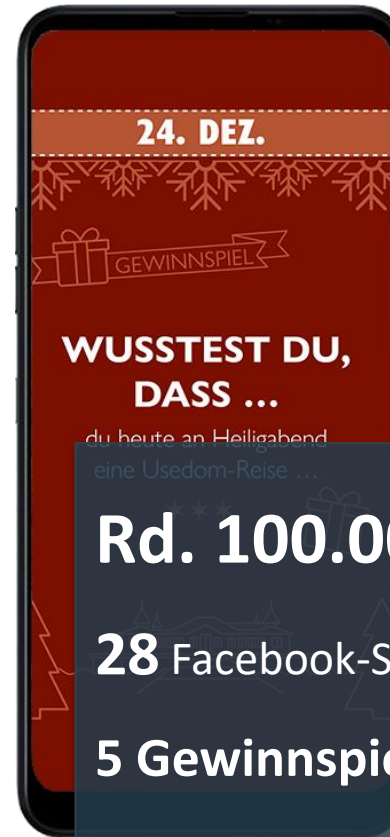 24. DEZ.
GEWINNSPIEL
WUSSTEST DU,
DASS ...
du heute an Heiligabend
eine Usedom-Reise ...
Rd. 100.00
28 Facebook-S
5 Gewinnspie